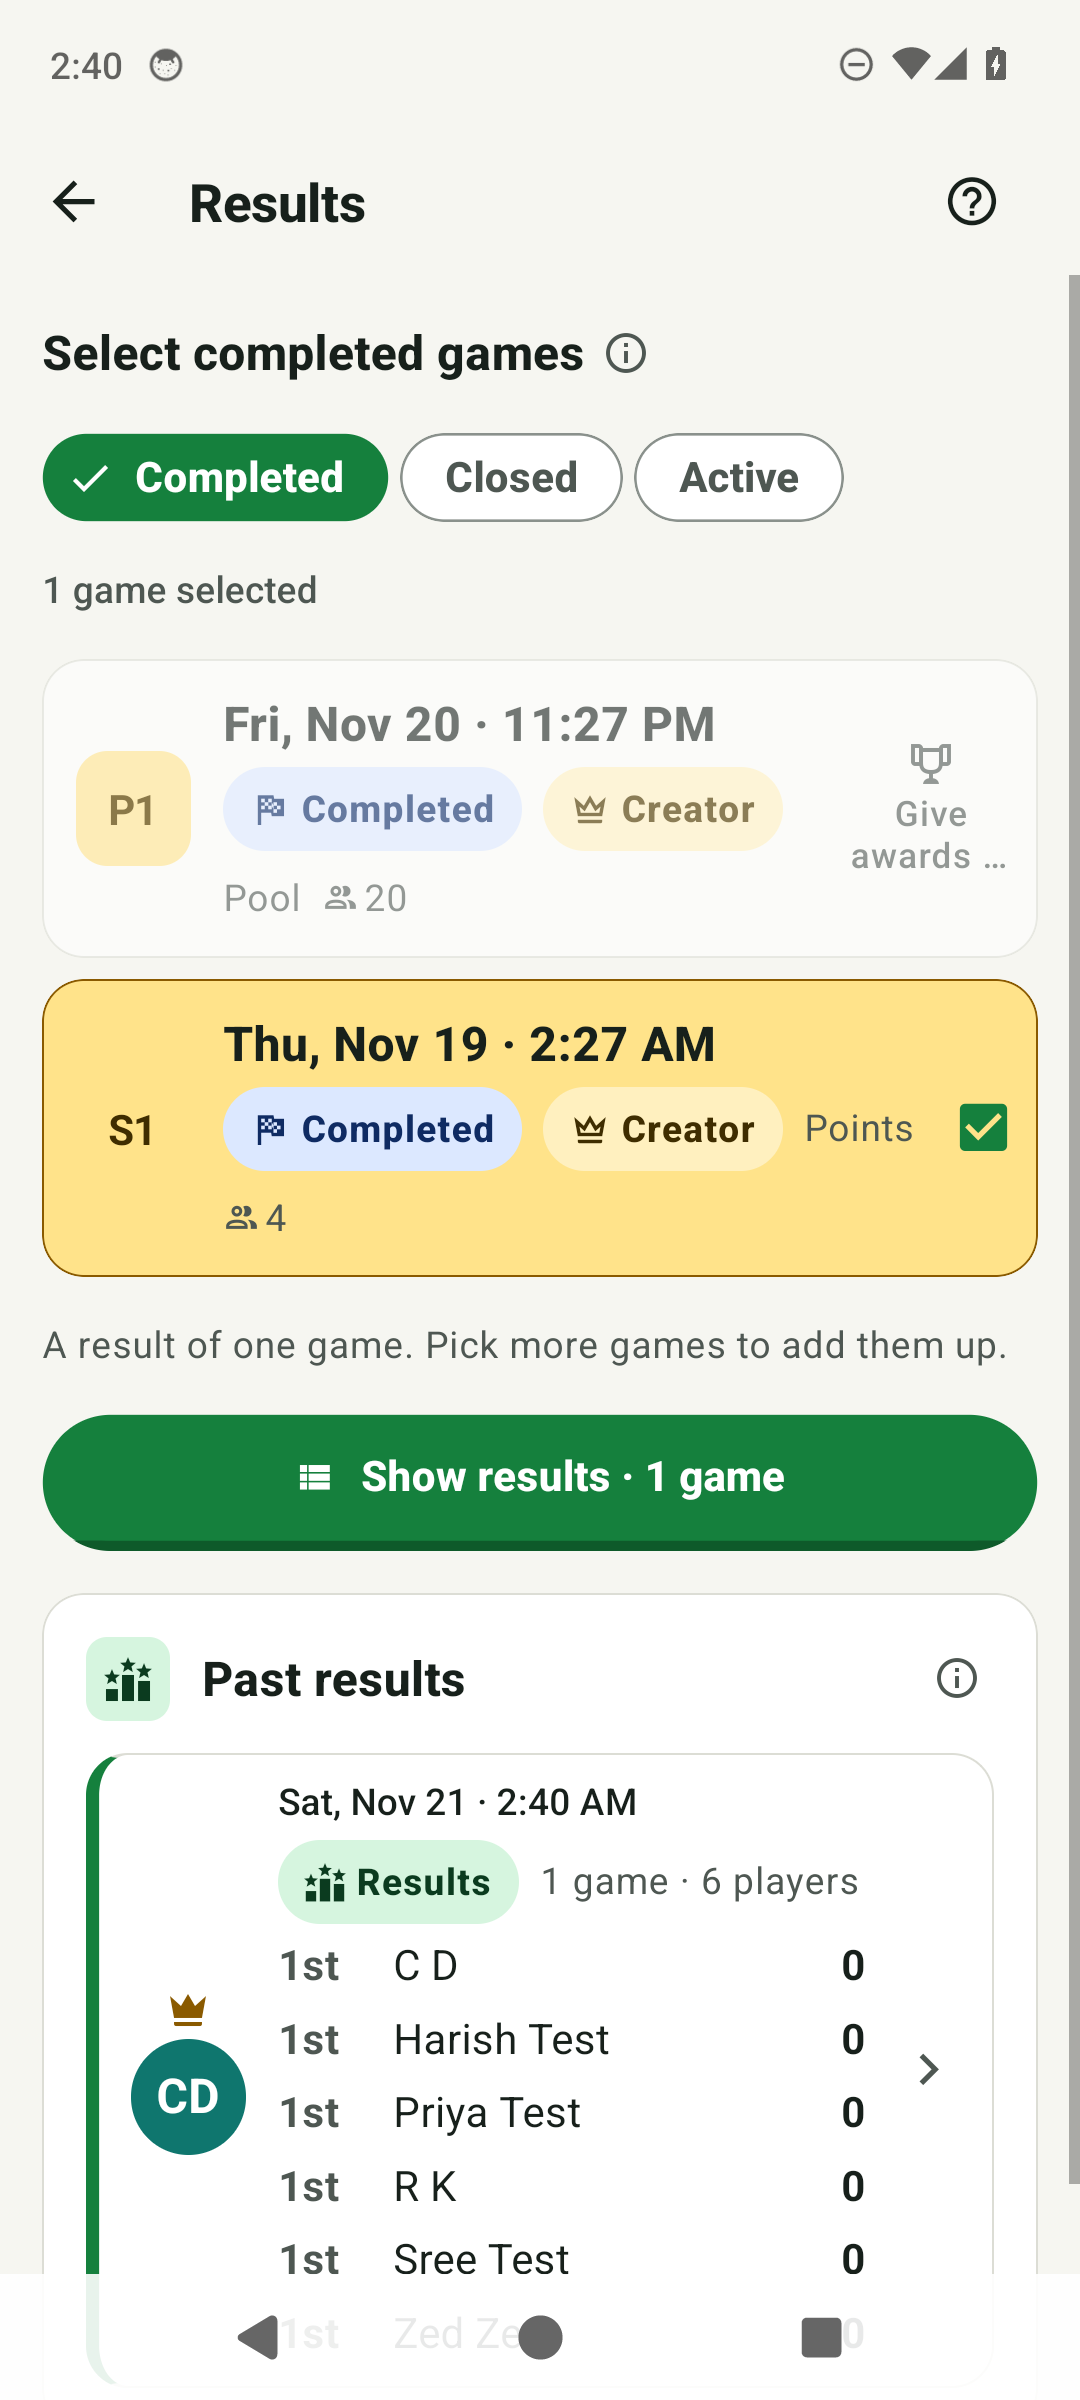 2:40
Results
Select completed games
Completed
Closed
Active
1 game selected
Fri, Nov 20 · 11:27 PM
P1
Completed
Creator
Give
awards ...
Pool 20
Thu, Nov 19 · 2:27 AM
S1
Completed
Creator
Points
4
A result of one game. Pick more games to add them up.
Show results · 1 game
Past results
Sat, Nov 21 · 2:40 AM
Results
1 game · 6 players
CD
1st C D 0
1st Harish Test 0
1st Priya Test 0
1st R K 0
1st Sree Test 0
1st Zed 0